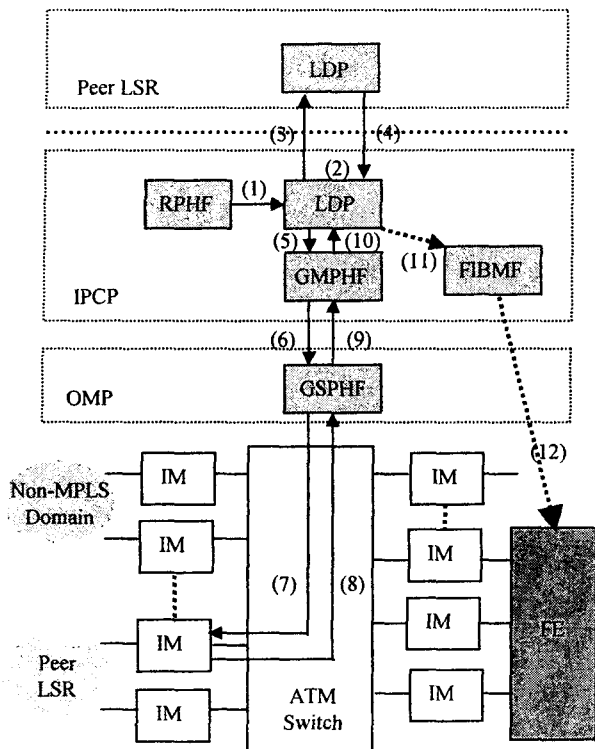 LDP
Peer LSR
(3)
(4)
(2)
(1)
RPHF
LDP
(5)
(10)
(11)
GMPHF
FIBMF
IPCP
(6)
(9)
GSPHF
OMP
(12)
IM
IM
Non-MPLS
Domain
IM
IM
(7)
(8)
FE
IM
IM
Peer
LSR
IM
IM
ATM
Switch